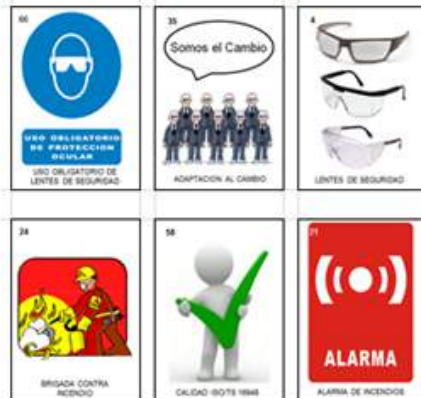 66
USO OBLIGATORIO
DE PROTECCION
OCULAR
USO OBLIGATORIO DE
LENTES DE SEGURIDAD
35
Somos el Cambio
ADAPTACION AL CAMBIO
4
LENTES DE SEGURIDAD
24
BRIGADA CONTRA
INCENDIO
58
CALIDAD ISO/TS 16949
ALARMA
ALARMA DE INCENDIOS